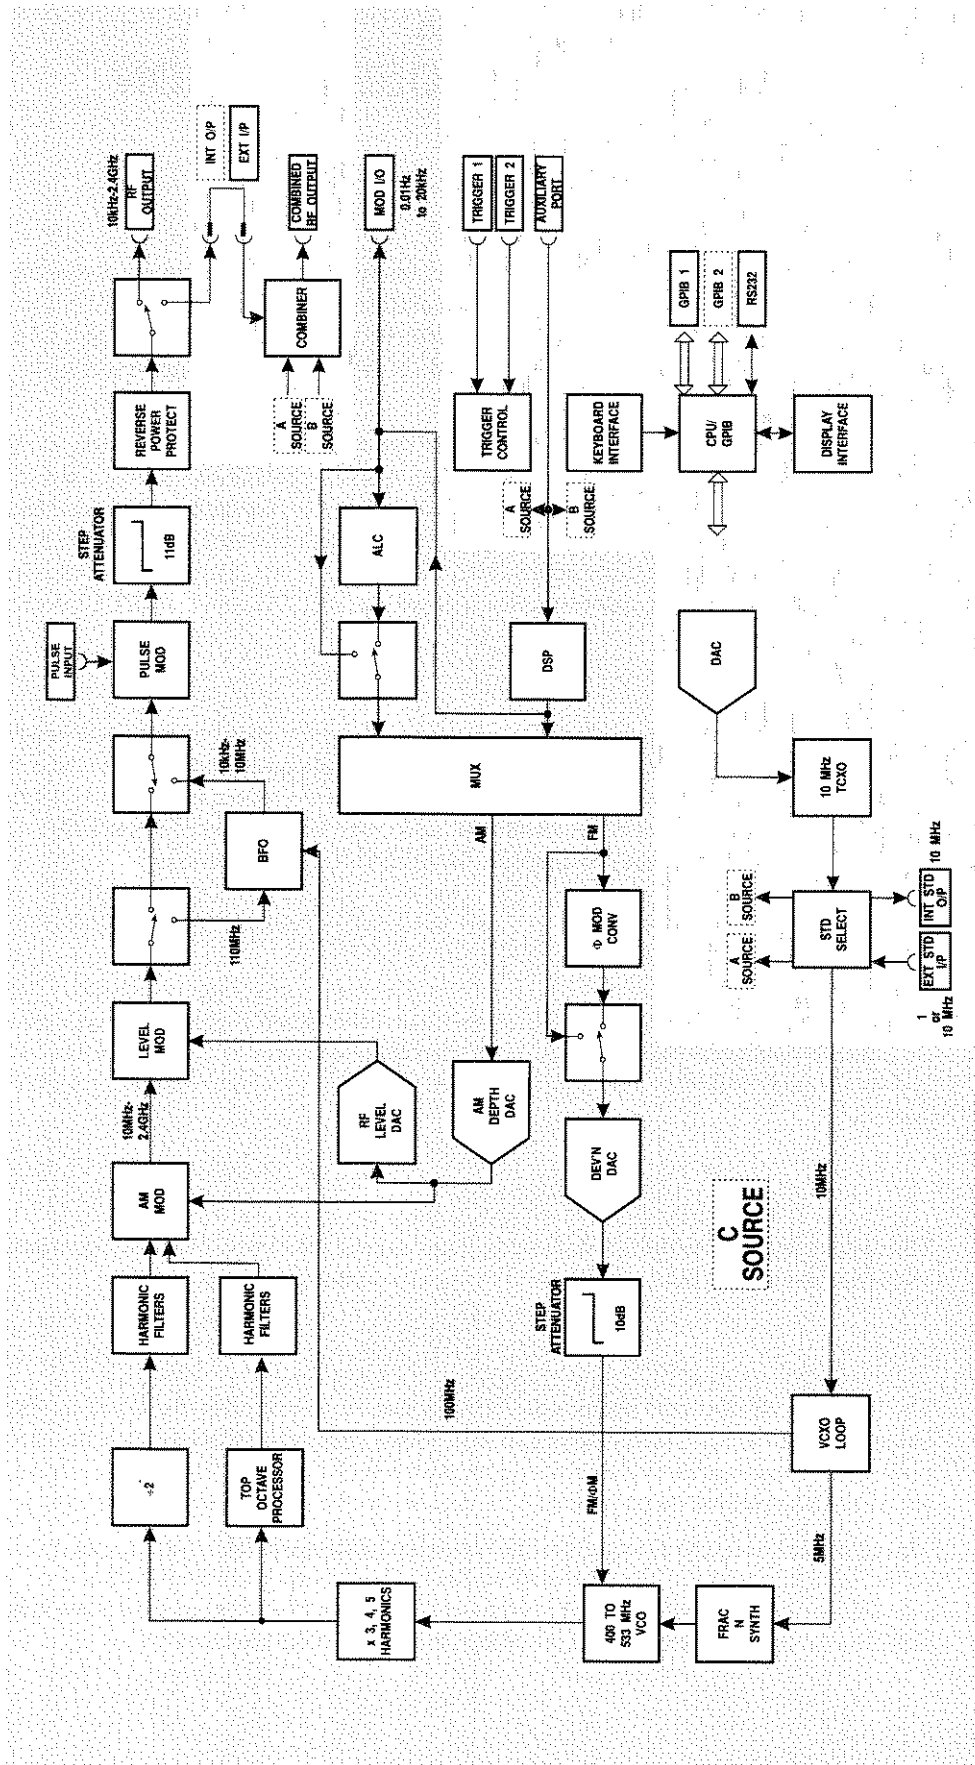 ÷2
HARMONIC
FILTERS
AM
MOD
10MHz-
2.4GHz
LEVEL
MOD
PULSE
INPUT
PULSE
MOD
STEP
ATTENUATOR
11dB
REVERSE
POWER
PROTECT
10kHz-2.4GHz
RF
OUTPUT
TOP
OCTAVE
PROCESSOR
HARMONIC
FILTERS
110MHz
BFO
10kHz-
10MHz
INT O/P
EXT I/P
A
SOURCE
B
SOURCE
COMBINER
COMBINED
RF OUTPUT
x 3, 4, 5
HARMONICS
100MHz
RF
LEVEL
DAC
ALC
MOD I/O
0.01Hz
to 20kHz
AM
DEPTH
DAC
AM
MUX
FM
DSP
TRIGGER
CONTROL
TRIGGER 1
TRIGGER 2
AUXILIARY
PORT
A
SOURCE
B
SOURCE
400 TO
533 MHz
VCO
FM/ΦM
STEP
ATTENUATOR
10dB
DEV'N
DAC
Φ MOD
CONV
KEYBOARD
INTERFACE
FRAC
N
SYNTH
C
SOURCE
DAC
CPU/
GPIB
GPIB 1
GPIB 2
RS232
5MHz
VCXO
LOOP
10MHz
A
SOURCE
B
SOURCE
STD
SELECT
10 MHz
TCXO
DISPLAY
INTERFACE
1
or
10 MHz
EXT STD
I/P
INT STD
O/P
10 MHz